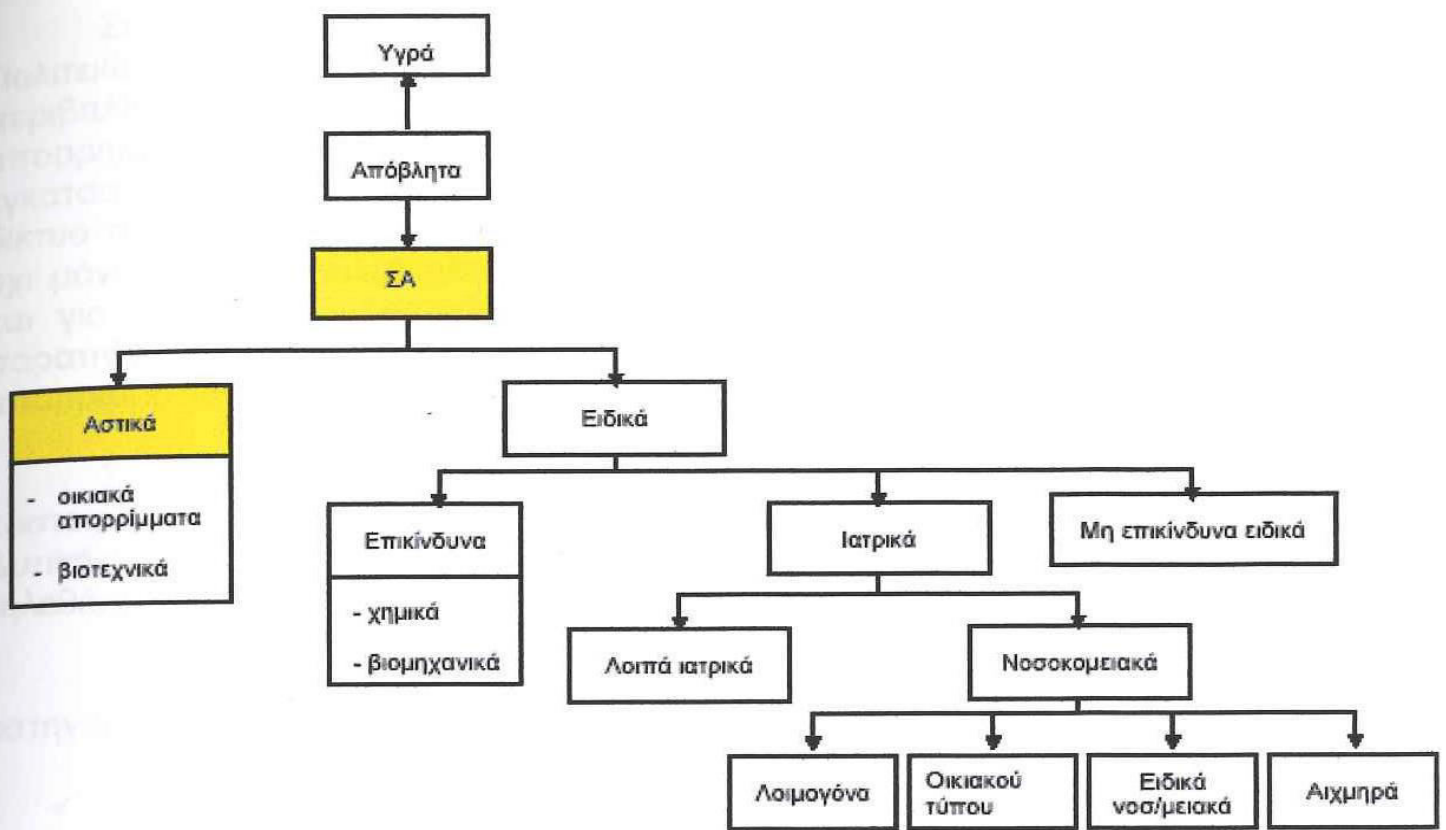 Υγρά
Απόβλητα
ΣΑ
Αστικά
- οικιακά
απορρίμματα
- βιοτεχνικά
Ειδικά
Επικίνδυνα
- χημικά
- βιομηχανικά
Ιατρικά
Μη επικίνδυνα ειδικά
Λοιπά ιατρικά
Νοσοκομειακά
Λοιμογόνα
Οικιακού
τύπου
Ειδικά
νοσ/μειακά
Αιχμηρά